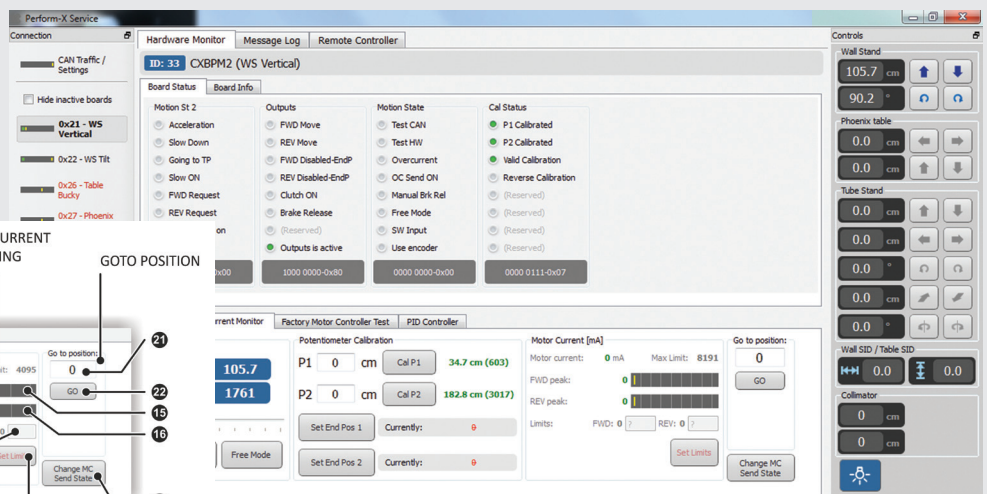 Perform-X Service
Connection
CAN Traffic /
Settings
Hide inactive boards
0x21 - WS
Vertical
0x22 - WS Tilt
0x26 - Table
Bucky
0x27 - Phoenix
Hardware Monitor
Message Log
Remote Controller
ID: 33 CXBPM2 (WS Vertical)
Board Status
Board Info
Motion St 2
Acceleration
Slow Down
Going to TP
Slow ON
FWD Request
REV Request
on
0x00
Outputs
FWD Move
REV Move
FWD Disabled-EndP
REV Disabled-EndP
Clutch ON
Brake Release
(Reserved)
Outputs is active
1000 0000-0x80
Motion State
Test CAN
Test HW
Overcurrent
OC Send ON
Manual Brk Rel
Free Mode
SW Input
Use encoder
0000 0000-0x00
Cal Status
P1 Calibrated
P2 Calibrated
Valid Calibration
Reverse Calibration
(Reserved)
(Reserved)
(Reserved)
(Reserved)
0000 0111-0x07
urrent Monitor
Factory Motor Controller Test
PID Controller
105.7
1761
Free Mode
Potentiometer Calibration
P1 0 cm Cal P1 34.7 cm (603)
P2 0 cm Cal P2 182.8 cm (3017)
Set End Pos 1 Currently: 0
Set End Pos 2 Currently: 0
Motor Current [mA]
Motor current: 0 mA Max Limit: 8191
FWD peak: 0
REV peak: 0
Limits: FWD: 0 ? REV: 0 ?
Set Limits
Go to position:
0
GO
Change MC
Send State
Controls
Wall Stand
105.7 cm
90.2 °
Phoenix table
0.0 cm
0.0 cm
Tube Stand
0.0 cm
0.0 cm
0.0 °
0.0 cm
0.0 °
Wall SID / Table SID
0.0
0.0
Collimator
0 cm
0 cm
URRENT
ING
GOTO POSITION
it: 4095
Go to position:
0
GO
0
Set Limits
Change MC
Send State
21
22
15
16